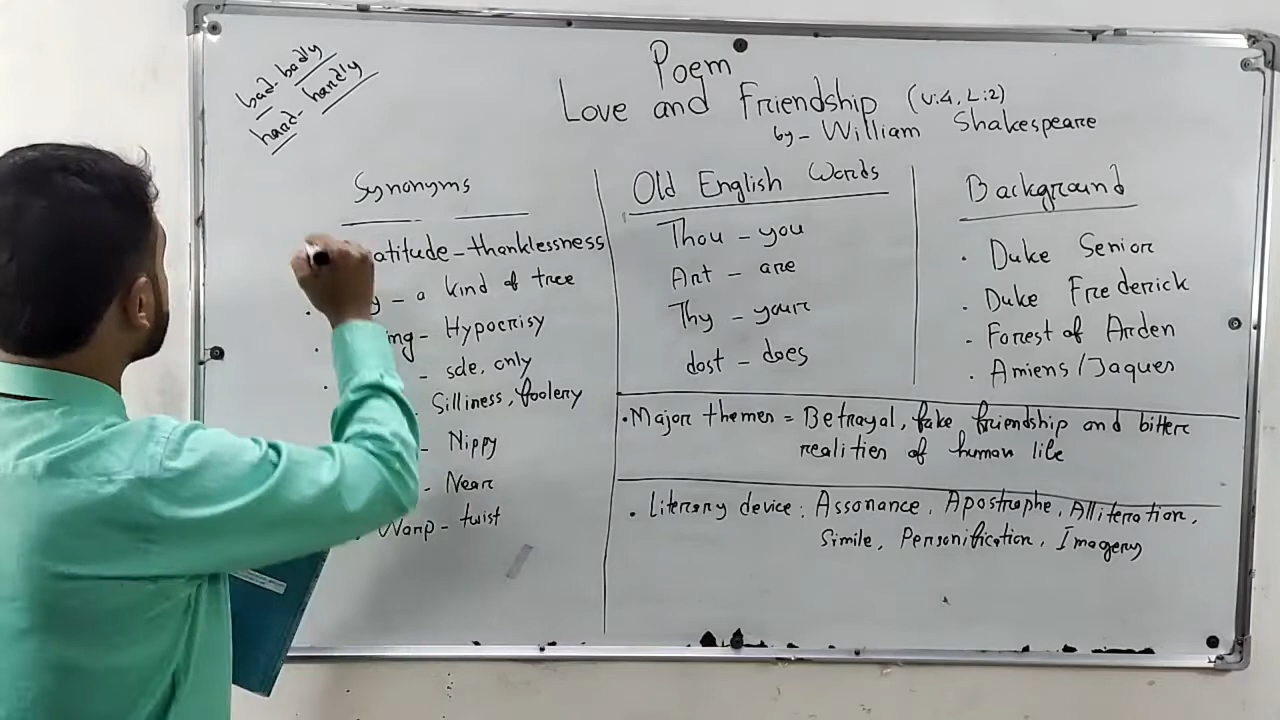 bad - badly
hard - hardly
Poem
Love and Friendship (U:4, L:2)
by - William Shakespeare
Synonyms
atitude - thanklessness
y - a kind of tree
ing - Hypocrisy
- sole, only
Silliness, foolery
- Nippy
- Near
Warp - twist
Old English Words
Thou - you
Art - are
Thy - your
dost - does
Background
. Duke Senior
. Duke Frederick
. Forest of Arden
. Amiens / Jaques
. Major themes = Betrayal, fake friendship and bitter
realities of human life
. Literary device : Assonance, Apostrophe, Alliteration,
Simile, Personification, Imagery